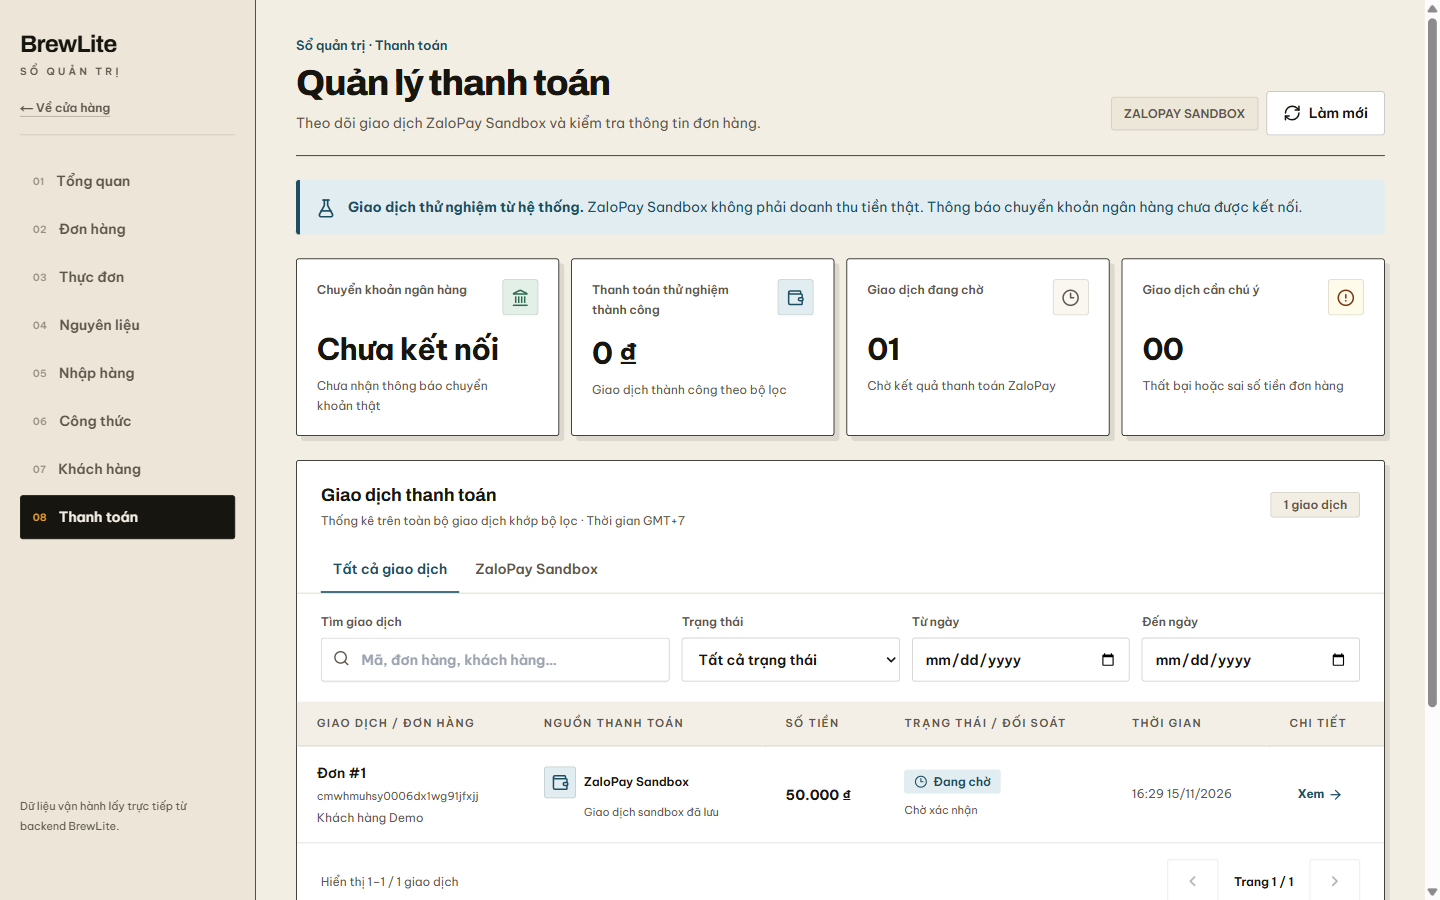 BrewLite
SỔ QUẢN TRỊ
← Về cửa hàng
01 Tổng quan
02 Đơn hàng
03 Thực đơn
04 Nguyên liệu
05 Nhập hàng
06 Công thức
07 Khách hàng
08 Thanh toán
Dữ liệu vận hành lấy trực tiếp từ
backend BrewLite.
Sổ quản trị · Thanh toán
Quản lý thanh toán
Theo dõi giao dịch ZaloPay Sandbox và kiểm tra thông tin đơn hàng.
ZALOPAY SANDBOX
Làm mới
Giao dịch thử nghiệm từ hệ thống. ZaloPay Sandbox không phải doanh thu tiền thật. Thông báo chuyển khoản ngân hàng chưa được kết nối.
Chuyển khoản ngân hàng
Chưa kết nối
Chưa nhận thông báo chuyển
khoản thật
Thanh toán thử nghiệm
thành công
0 ₫
Giao dịch thành công theo bộ lọc
Giao dịch đang chờ
01
Chờ kết quả thanh toán ZaloPay
Giao dịch cần chú ý
00
Thất bại hoặc sai số tiền đơn hàng
Giao dịch thanh toán
Thống kê trên toàn bộ giao dịch khớp bộ lọc · Thời gian GMT+7
1 giao dịch
Tất cả giao dịch ZaloPay Sandbox
Tìm giao dịch Trạng thái Từ ngày Đến ngày
Mã, đơn hàng, khách hàng... Tất cả trạng thái mm/dd/yyyy mm/dd/yyyy
GIAO DỊCH / ĐƠN HÀNG NGUỒN THANH TOÁN SỐ TIỀN TRẠNG THÁI / ĐỐI SOÁT THỜI GIAN CHI TIẾT
Đơn #1
cmwhmuhsy0006dx1wg91jfxjj
Khách hàng Demo
ZaloPay Sandbox
Giao dịch sandbox đã lưu
50.000 ₫
Đang chờ
Chờ xác nhận
16:29 15/11/2026
Xem →
Hiển thị 1–1 / 1 giao dịch
Trang 1 / 1